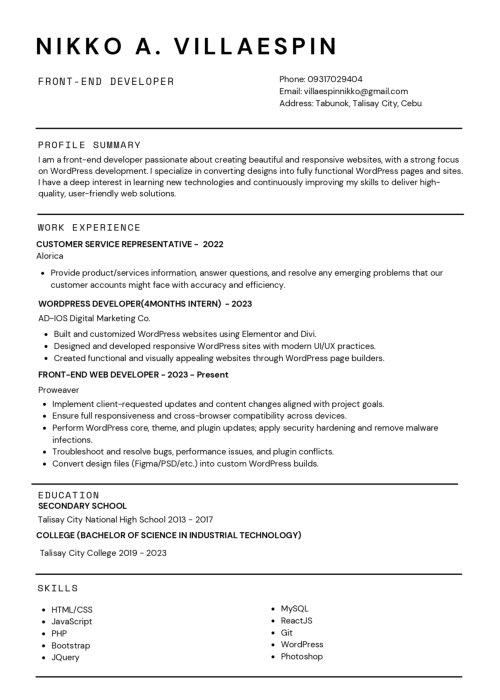 NIKKO A. VILLAESPIN
FRONT-END DEVELOPER
Phone: 09317029404
Email: villaespinnikko@gmail.com
Address: Tabunok, Talisay City, Cebu
PROFILE SUMMARY
I am a front-end developer passionate about creating beautiful and responsive websites, with a strong focus
on WordPress development. I specialize in converting designs into fully functional WordPress pages and sites.
I have a deep interest in learning new technologies and continuously improving my skills to deliver high-
quality, user-friendly web solutions.
WORK EXPERIENCE
CUSTOMER SERVICE REPRESENTATIVE - 2022
Alorica
• Provide product/services information, answer questions, and resolve any emerging problems that our
customer accounts might face with accuracy and efficiency.
WORDPRESS DEVELOPER(4MONTHS INTERN) - 2023
AD-IOS Digital Marketing Co.
• Built and customized WordPress websites using Elementor and Divi.
• Designed and developed responsive WordPress sites with modern UI/UX practices.
• Created functional and visually appealing websites through WordPress page builders.
FRONT-END WEB DEVELOPER - 2023 - Present
Proweaver
• Implement client-requested updates and content changes aligned with project goals.
• Ensure full responsiveness and cross-browser compatibility across devices.
• Perform WordPress core, theme, and plugin updates; apply security hardening and remove malware
infections.
• Troubleshoot and resolve bugs, performance issues, and plugin conflicts.
• Convert design files (Figma/PSD/etc.) into custom WordPress builds.
EDUCATION
SECONDARY SCHOOL
Talisay City National High School 2013 - 2017
COLLEGE (BACHELOR OF SCIENCE IN INDUSTRIAL TECHNOLOGY)
Talisay City College 2019 - 2023
SKILLS
• HTML/CSS
• JavaScript
• PHP
• Bootstrap
• JQuery
• MySQL
• ReactJS
• Git
• WordPress
• Photoshop